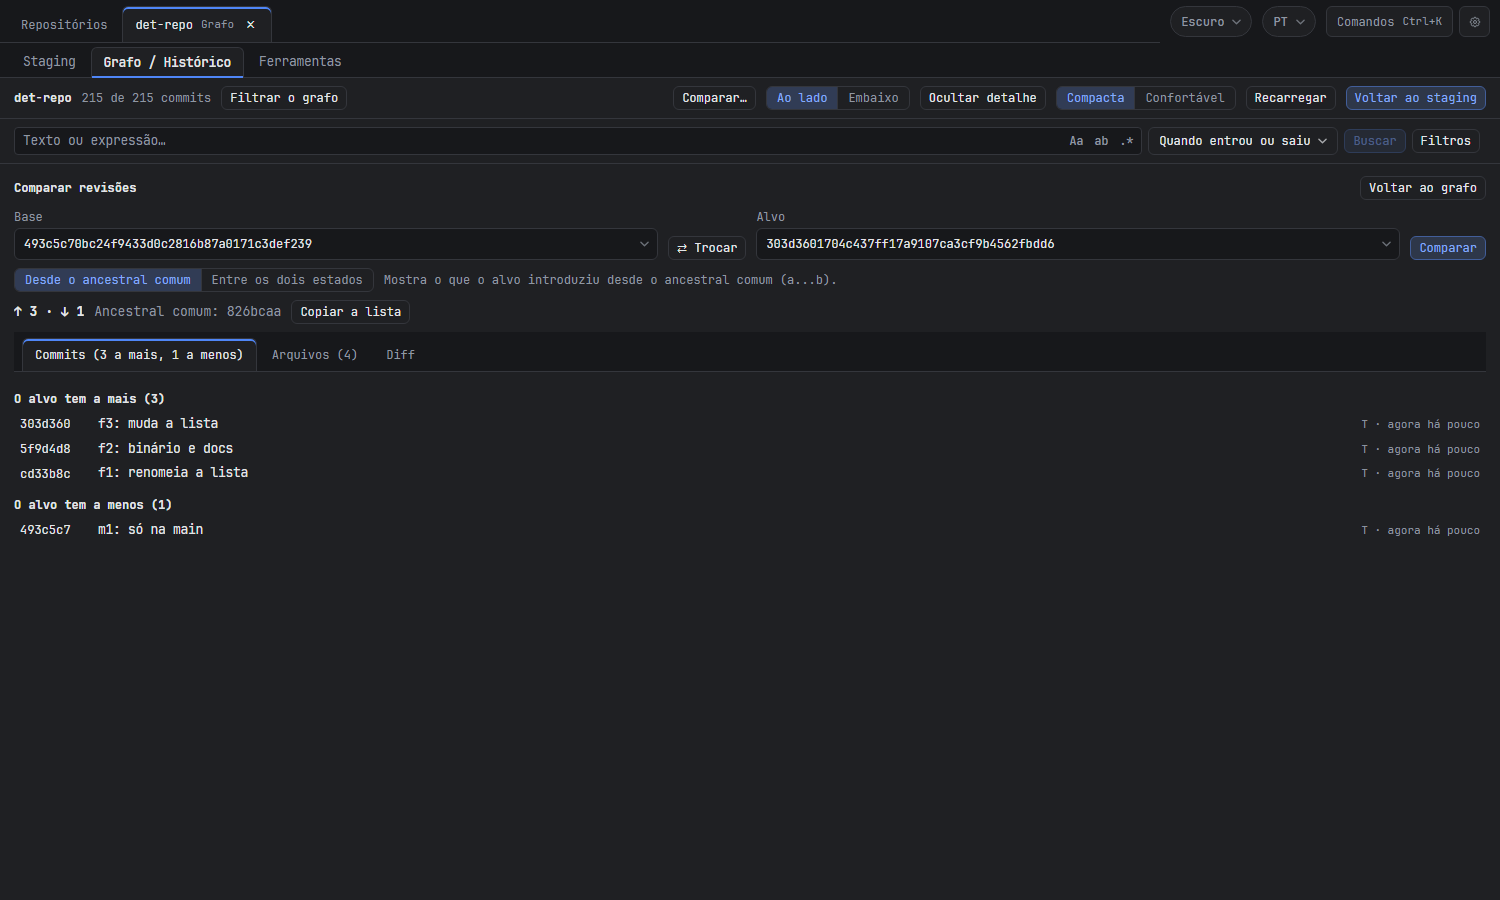 Repositórios det-repo Grafo × Escuro PT Comandos Ctrl+K
Staging Grafo / Histórico Ferramentas
det-repo 215 de 215 commits Filtrar o grafo Comparar… Ao lado Embaixo Ocultar detalhe Compacta Confortável Recarregar Voltar ao staging
Texto ou expressão… Aa ab .* Quando entrou ou saiu Buscar Filtros
Comparar revisões Voltar ao grafo
Base Alvo
493c5c70bc24f9433d0c2816b87a0171c3def239 ⇄ Trocar 303d3601704c437ff17a9107ca3cf9b4562fbdd6 Comparar
Desde o ancestral comum Entre os dois estados Mostra o que o alvo introduziu desde o ancestral comum (a...b).
↑ 3 · ↓ 1 Ancestral comum: 826bcaa Copiar a lista
Commits (3 a mais, 1 a menos) Arquivos (4) Diff
O alvo tem a mais (3)
303d360 f3: muda a lista T · agora há pouco
5f9d4d8 f2: binário e docs T · agora há pouco
cd33b8c f1: renomeia a lista T · agora há pouco
O alvo tem a menos (1)
493c5c7 m1: só na main T · agora há pouco